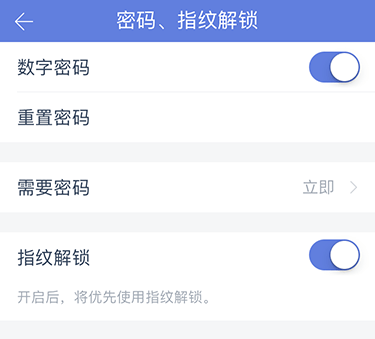 密码、指纹解锁
数字密码
重置密码
需要密码 立即
指纹解锁
开启后，将优先使用指纹解锁。